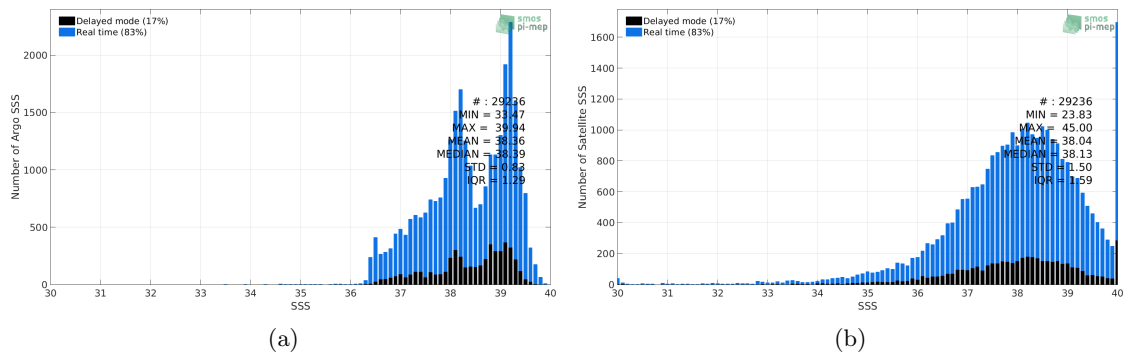 Delayed mode (17%)
Real time (83%)
smos
pi-mep
# : 29236
MIN = 33.47
MAX = 39.94
MEAN = 38.36
MEDIAN = 38.39
STD = 0.83
IQR = 1.29
Number of Argo SSS
0
500
1000
1500
2000
30 31 32 33 34 35 36 37 38 39 40
SSS
(a)
Delayed mode (17%)
Real time (83%)
smos
pi-mep
# : 29236
MIN = 23.83
MAX = 45.00
MEAN = 38.04
MEDIAN = 38.13
STD = 1.50
IQR = 1.59
Number of Satellite SSS
0
200
400
600
800
1000
1200
1400
1600
30 31 32 33 34 35 36 37 38 39 40
SSS
(b)